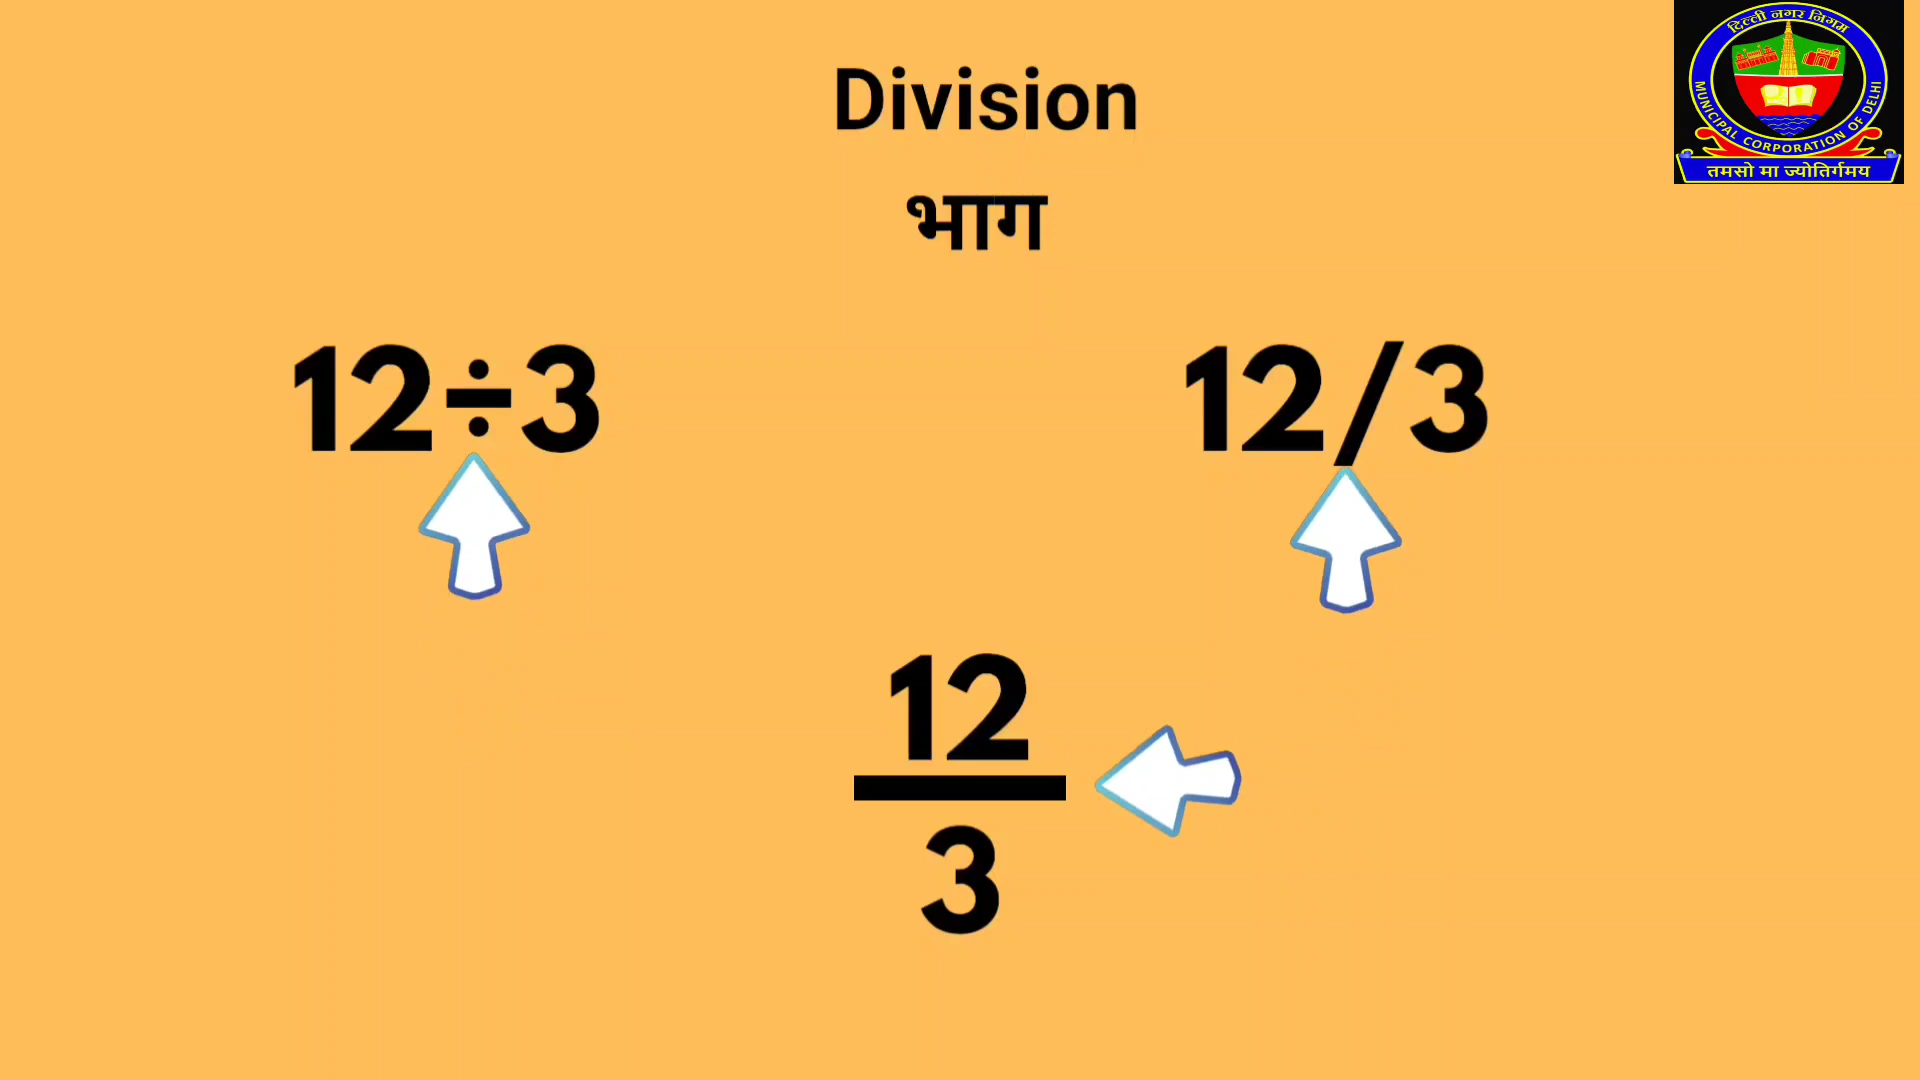 Division
भाग
12÷3
12/3
12
3
दिल्ली नगर निगम
MUNICIPAL CORPORATION OF DELHI
तमसो मा ज्योतिर्गमय